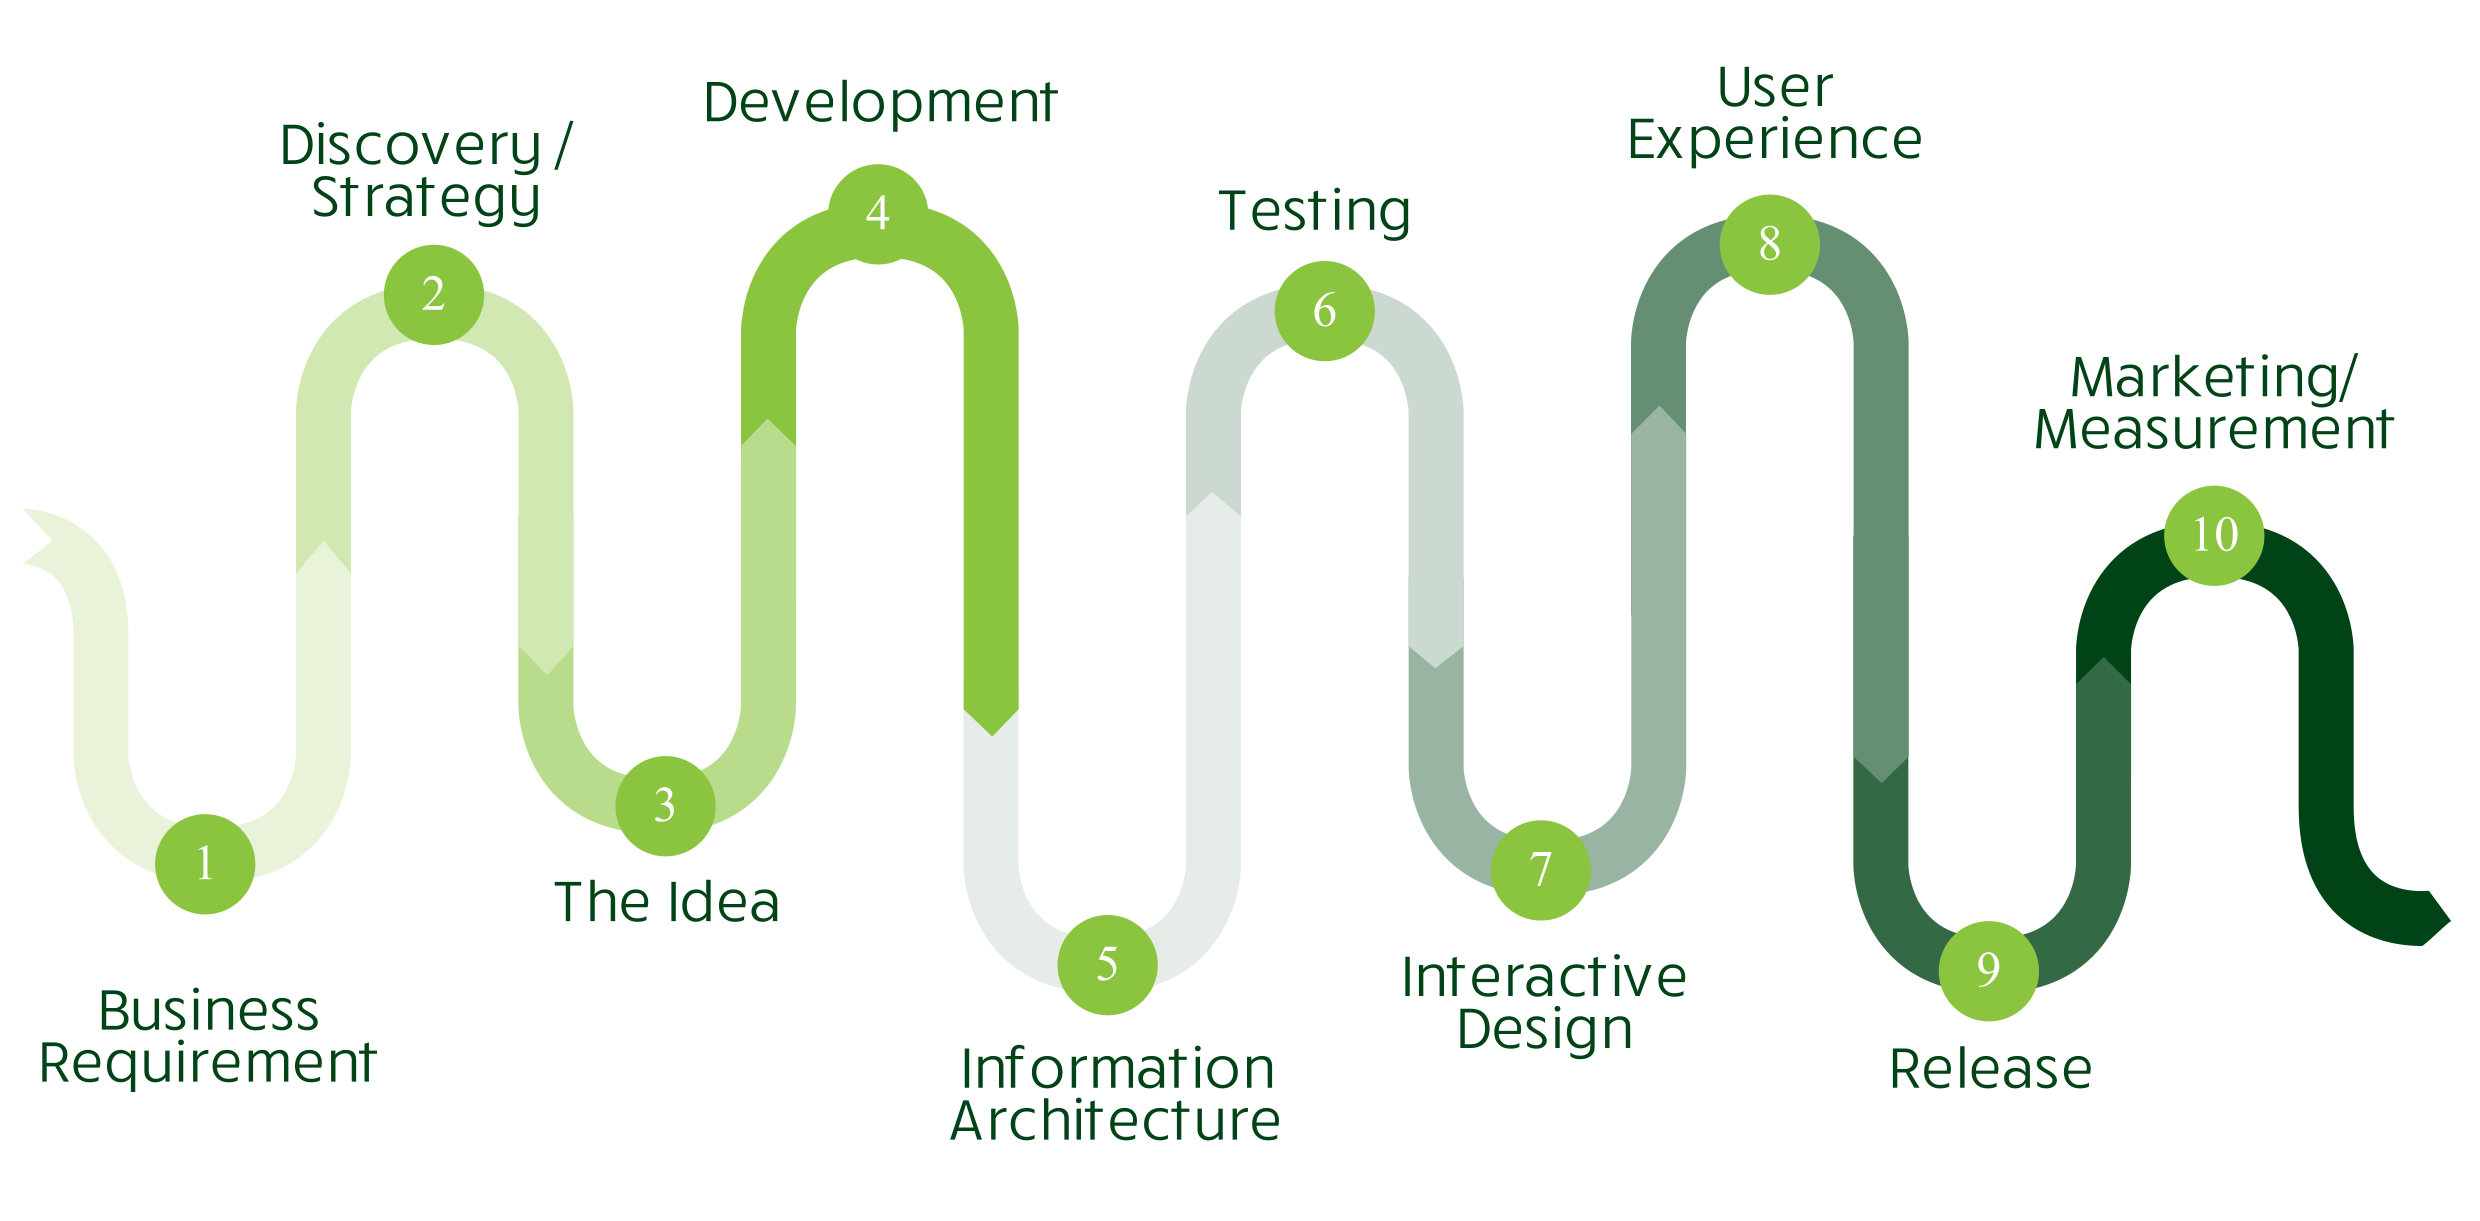 1
Business
Requirement
Discovery /
Strategy
2
3
The Idea
Development
4
5
Information
Architecture
Testing
6
7
Interactive
Design
User
Experience
8
9
Release
Marketing/
Measurement
10